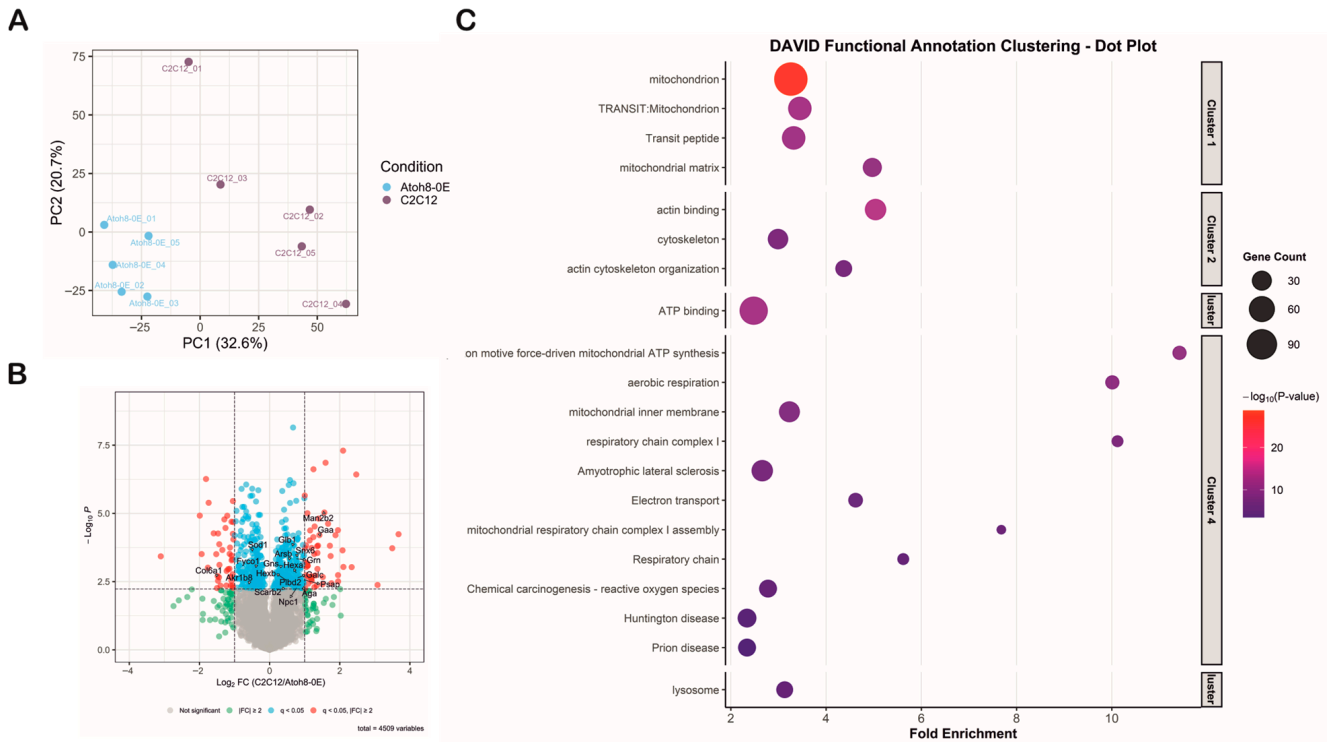 A
75
50
25
0
−25
−25
0
25
50
PC2 (20.7%)
PC1 (32.6%)
C2C12_01
C2C12_03
C2C12_02
C2C12_05
C2C12_04
Atoh8-0E_01
Atoh8-0E_05
Atoh8-0E_04
Atoh8-0E_02
Atoh8-0E_03
Condition
Atoh8-0E
C2C12
B
7.5
5.0
2.5
0.0
−4
−2
0
2
4
− Log10 P
Log2 FC (C2C12/Atoh8-0E)
Man2b2
Gaa
Glb1
Sod1
Arsb
Snx6
Fyco1
Gns
Hexa
Grn
Col6a1
Akr1b8
Hexb
Galc
Plbd2
Psap
Scarb2
Aga
Npc1
Not significant
|FC| ≥ 2
q < 0.05
q < 0.05, |FC| ≥ 2
total = 4509 variables
C
DAVID Functional Annotation Clustering - Dot Plot
mitochondrion
TRANSIT:Mitochondrion
Transit peptide
mitochondrial matrix
Cluster 1
actin binding
cytoskeleton
actin cytoskeleton organization
Cluster 2
ATP binding
luster
on motive force-driven mitochondrial ATP synthesis
aerobic respiration
mitochondrial inner membrane
respiratory chain complex I
Amyotrophic lateral sclerosis
Electron transport
mitochondrial respiratory chain complex I assembly
Respiratory chain
Chemical carcinogenesis - reactive oxygen species
Huntington disease
Prion disease
Cluster 4
lysosome
luster
2
4
6
8
10
Fold Enrichment
Gene Count
30
60
90
−log10(P-value)
20
10